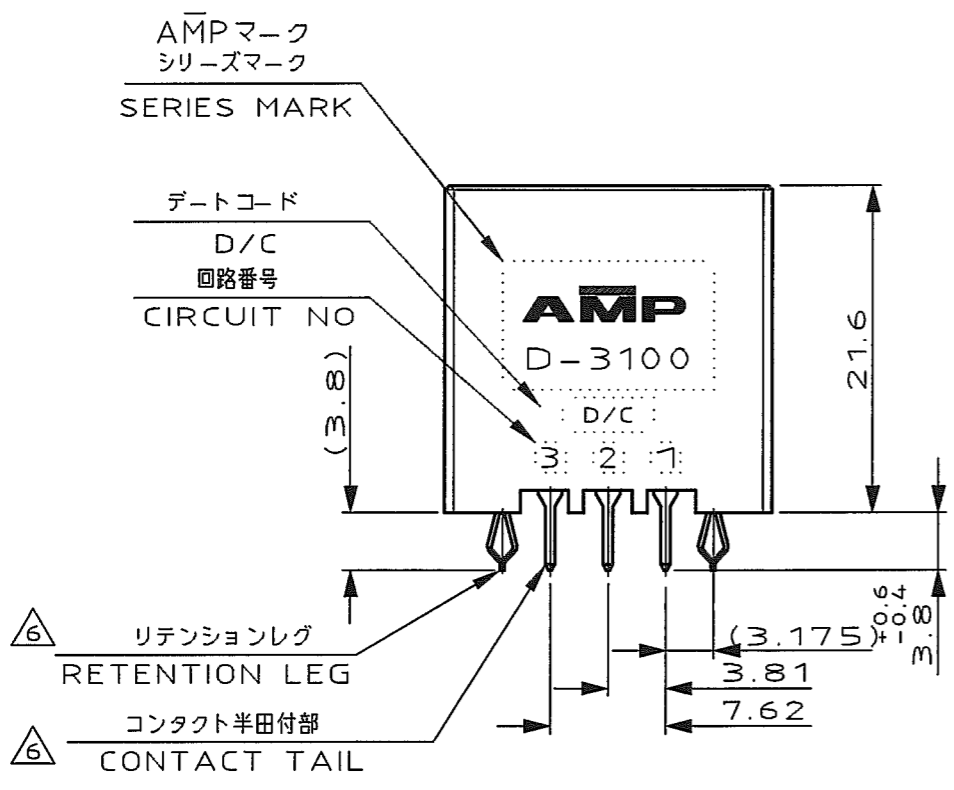 AMPマーク
シリーズマーク
SERIES MARK
デートコード
D/C
回路番号
CIRCUIT NO
AMP
D-3100
D/C
3 2 1
(3.8)
21.6
3.8 +0.6 -0.4
(3.175)
3.81
7.62
6
リテンションレグ
RETENTION LEG
6
コンタクト半田付部
CONTACT TAIL